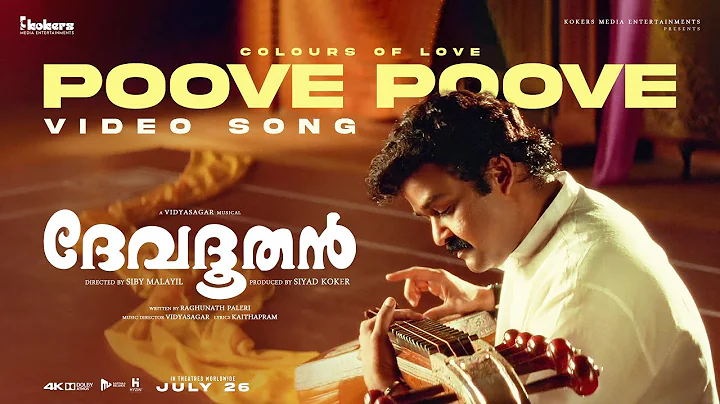 kokers
MEDIA ENTERTAINMENTS
KOKERS MEDIA ENTERTAINMENTS
PRESENTS
COLOURS OF LOVE
POOVE POOVE
VIDEO SONG
A VIDYASAGAR MUSICAL
ദേവദൂതൻ
DIRECTED BY SIBY MALAYIL PRODUCED BY SIYAD KOKER
WRITTEN BY RAGHUNATH PALERI
MUSIC DIRECTOR VIDYASAGAR LYRICS KAITHAPRAM
IN THEATRES WORLDWIDE
4K DOLBY
JULY 26